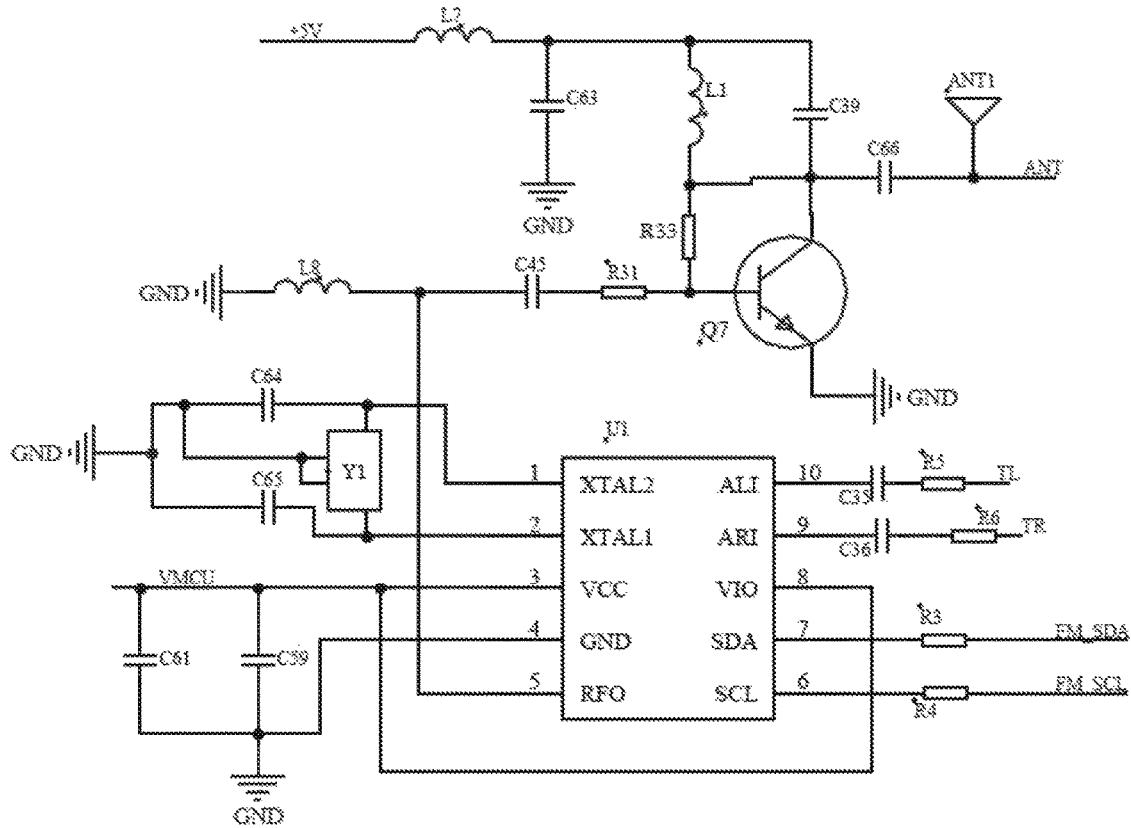 L7
+5V
C63
L1
C39
ANT1
C66
ANT
GND
R33
L8
C45
R31
GND
Q7
GND
C64
GND
Y1
C65
U1
1 XTAL2 ALI 10
C35 R5 TL
2 XTAL1 ARI 9
C36 R6 TR
VMCU 3 VCC VIO 8
C61 C59
4 GND SDA 7 R3 FM_SDA
5 RFO SCL 6 R4 FM_SCL
GND